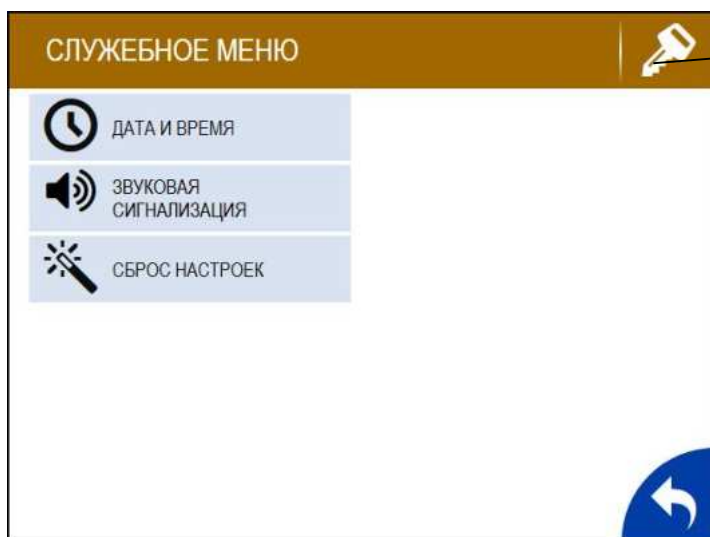 СЛУЖЕБНОЕ МЕНЮ
ДАТА И ВРЕМЯ
ЗВУКОВАЯ
СИГНАЛИЗАЦИЯ
СБРОС НАСТРОЕК